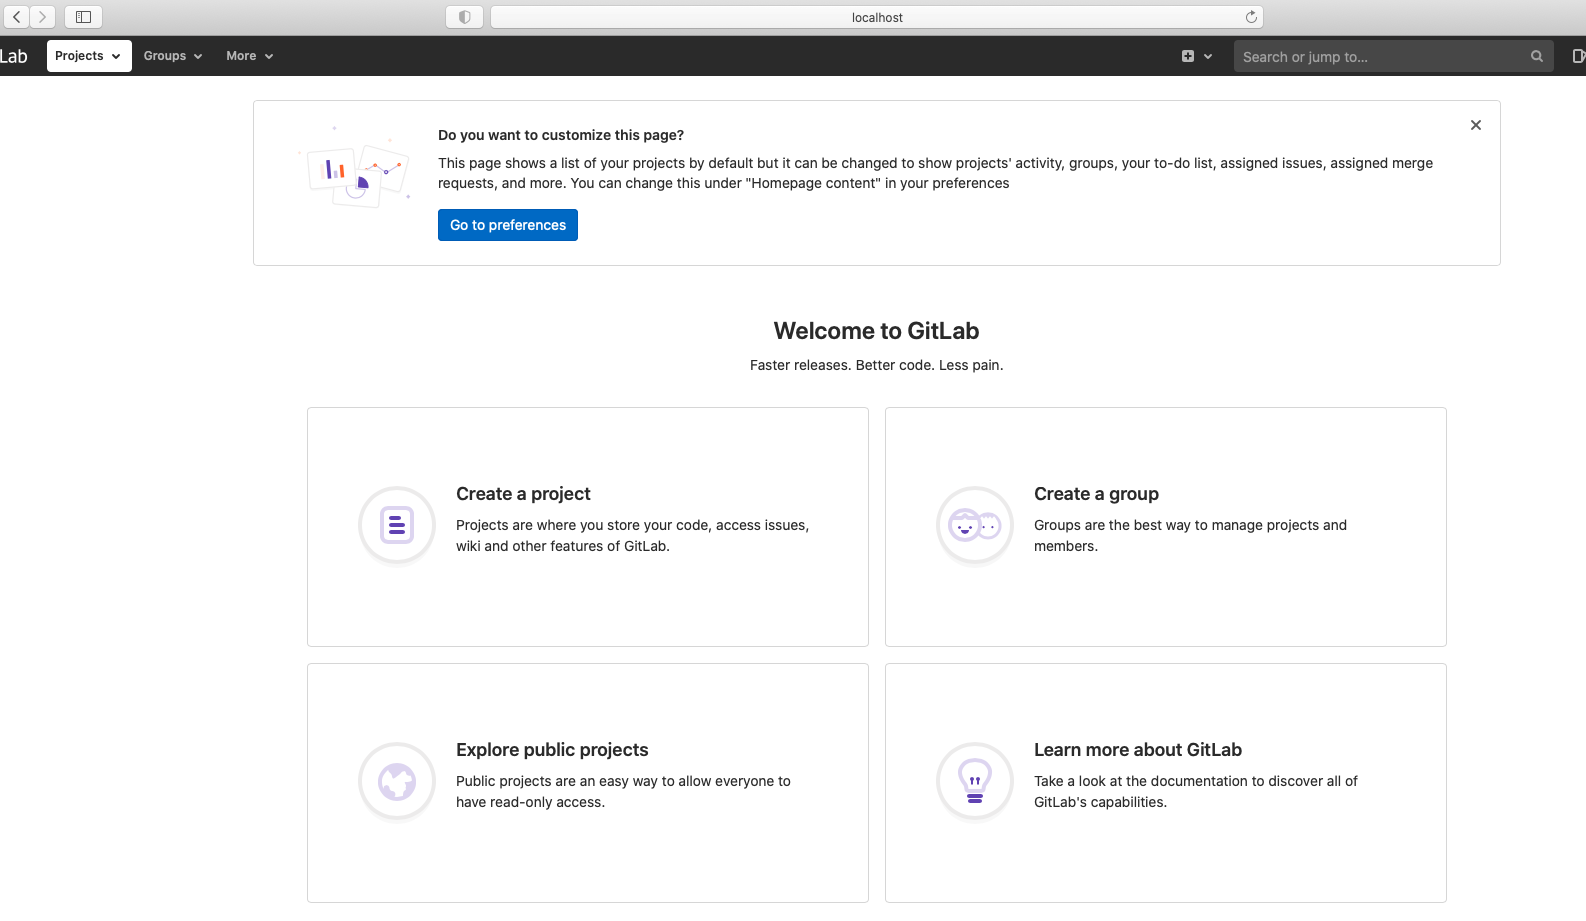 localhost
Lab Projects Groups More Search or jump to...
Do you want to customize this page?
This page shows a list of your projects by default but it can be changed to show projects' activity, groups, your to-do list, assigned issues, assigned merge
requests, and more. You can change this under "Homepage content" in your preferences
Go to preferences
Welcome to GitLab
Faster releases. Better code. Less pain.
Create a project
Projects are where you store your code, access issues,
wiki and other features of GitLab.
Create a group
Groups are the best way to manage projects and
members.
Explore public projects
Public projects are an easy way to allow everyone to
have read-only access.
Learn more about GitLab
Take a look at the documentation to discover all of
GitLab's capabilities.